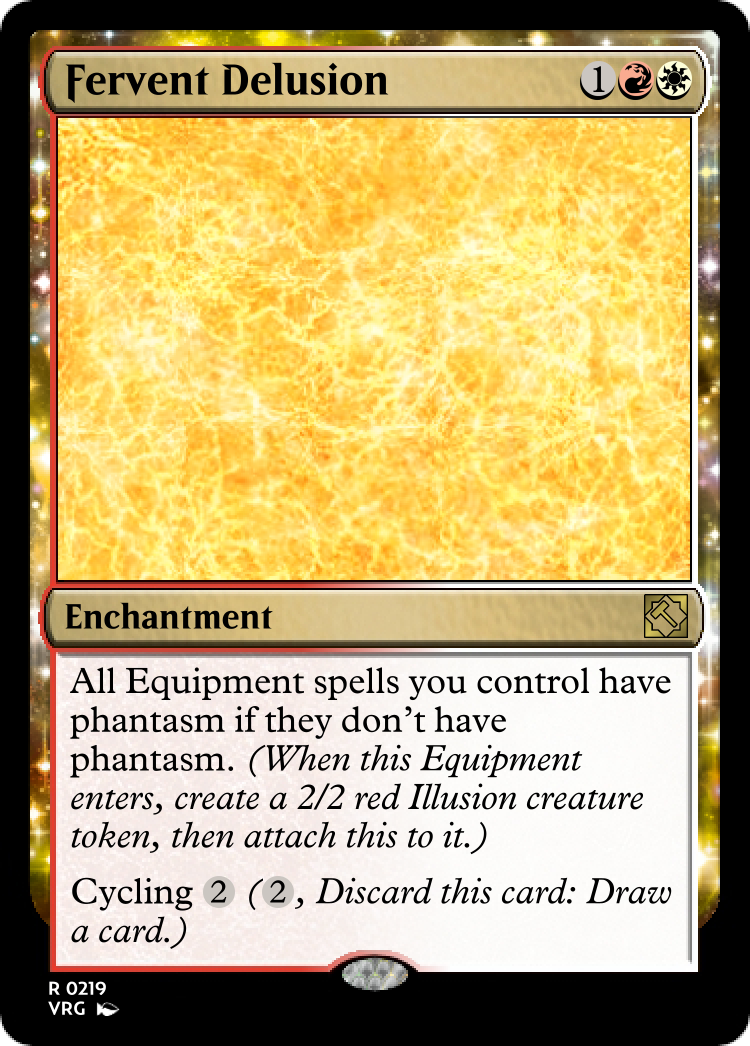 Fervent Delusion 1
Enchantment
All Equipment spells you control have
phantasm if they don’t have
phantasm. (When this Equipment
enters, create a 2/2 red Illusion creature
token, then attach this to it.)
Cycling 2 (2, Discard this card: Draw
a card.)
R 0219
VRG